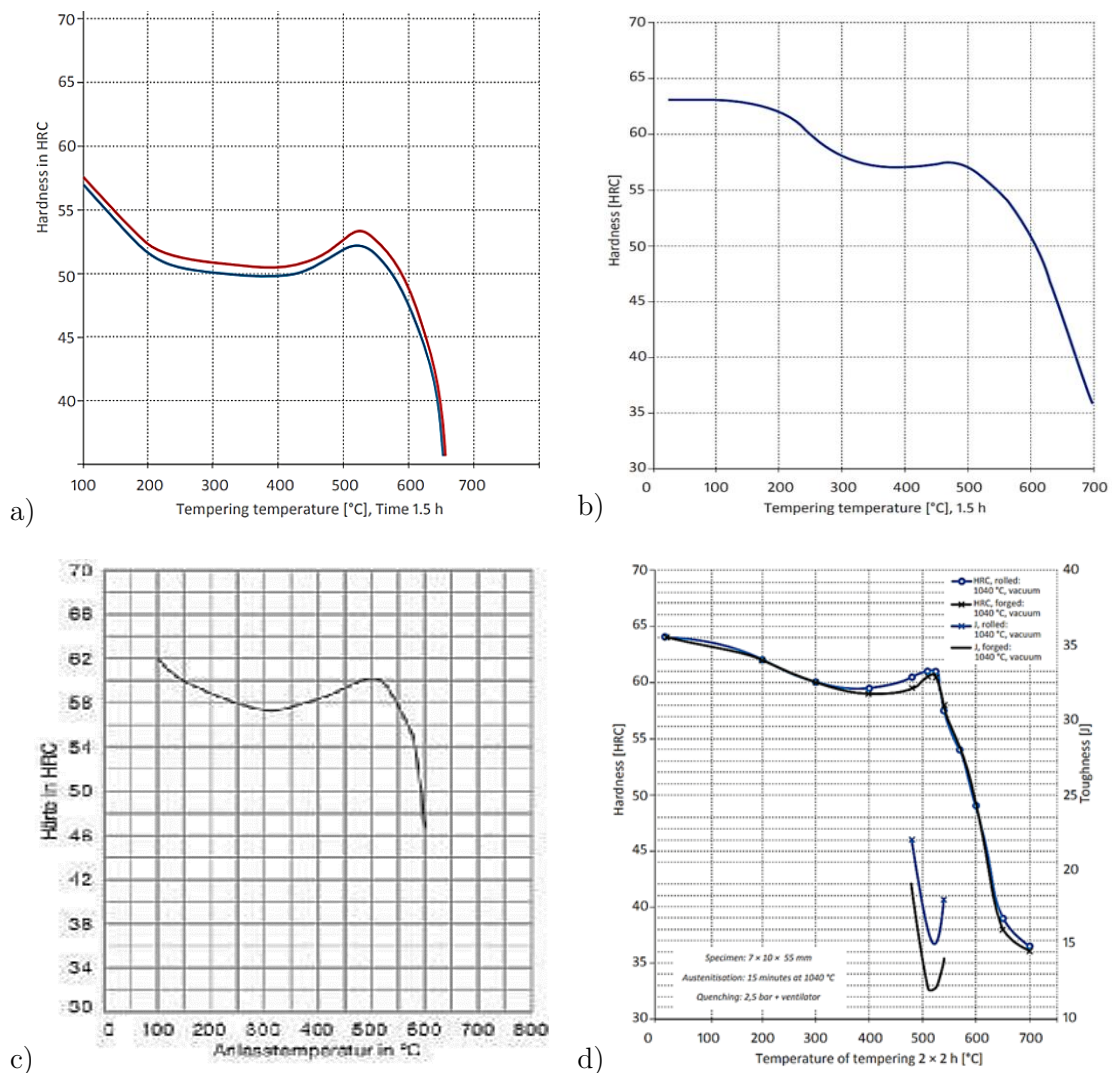 70
65
60
55
50
45
40
Hardness in HRC
100 200 300 400 500 600 700
Tempering temperature [°C], Time 1.5 h
a)
70
65
60
55
50
45
40
35
30
Hardness [HRC]
0 100 200 300 400 500 600 700
Tempering temperature [°C], 1.5 h
b)
70
66
62
58
54
50
46
42
38
34
30
Härte in HRC
0 100 200 300 400 500 600 700 800
Anlasstemperatur in °C
c)
70
65
60
55
50
45
40
35
30
Hardness [HRC]
HRC, rolled:
1040 °C, vacuum
HRC, forged:
1040 °C, vacuum
J, rolled:
1040 °C, vacuum
J, forged:
1040 °C, vacuum
40
35
30
25
20
15
10
Toughness [J]
Specimen: 7 × 10 × 55 mm
Austenitisation: 15 minutes at 1040 °C
Quenching: 2,5 bar + ventilator
0 100 200 300 400 500 600 700
Temperature of tempering 2 × 2 h [°C]
d)